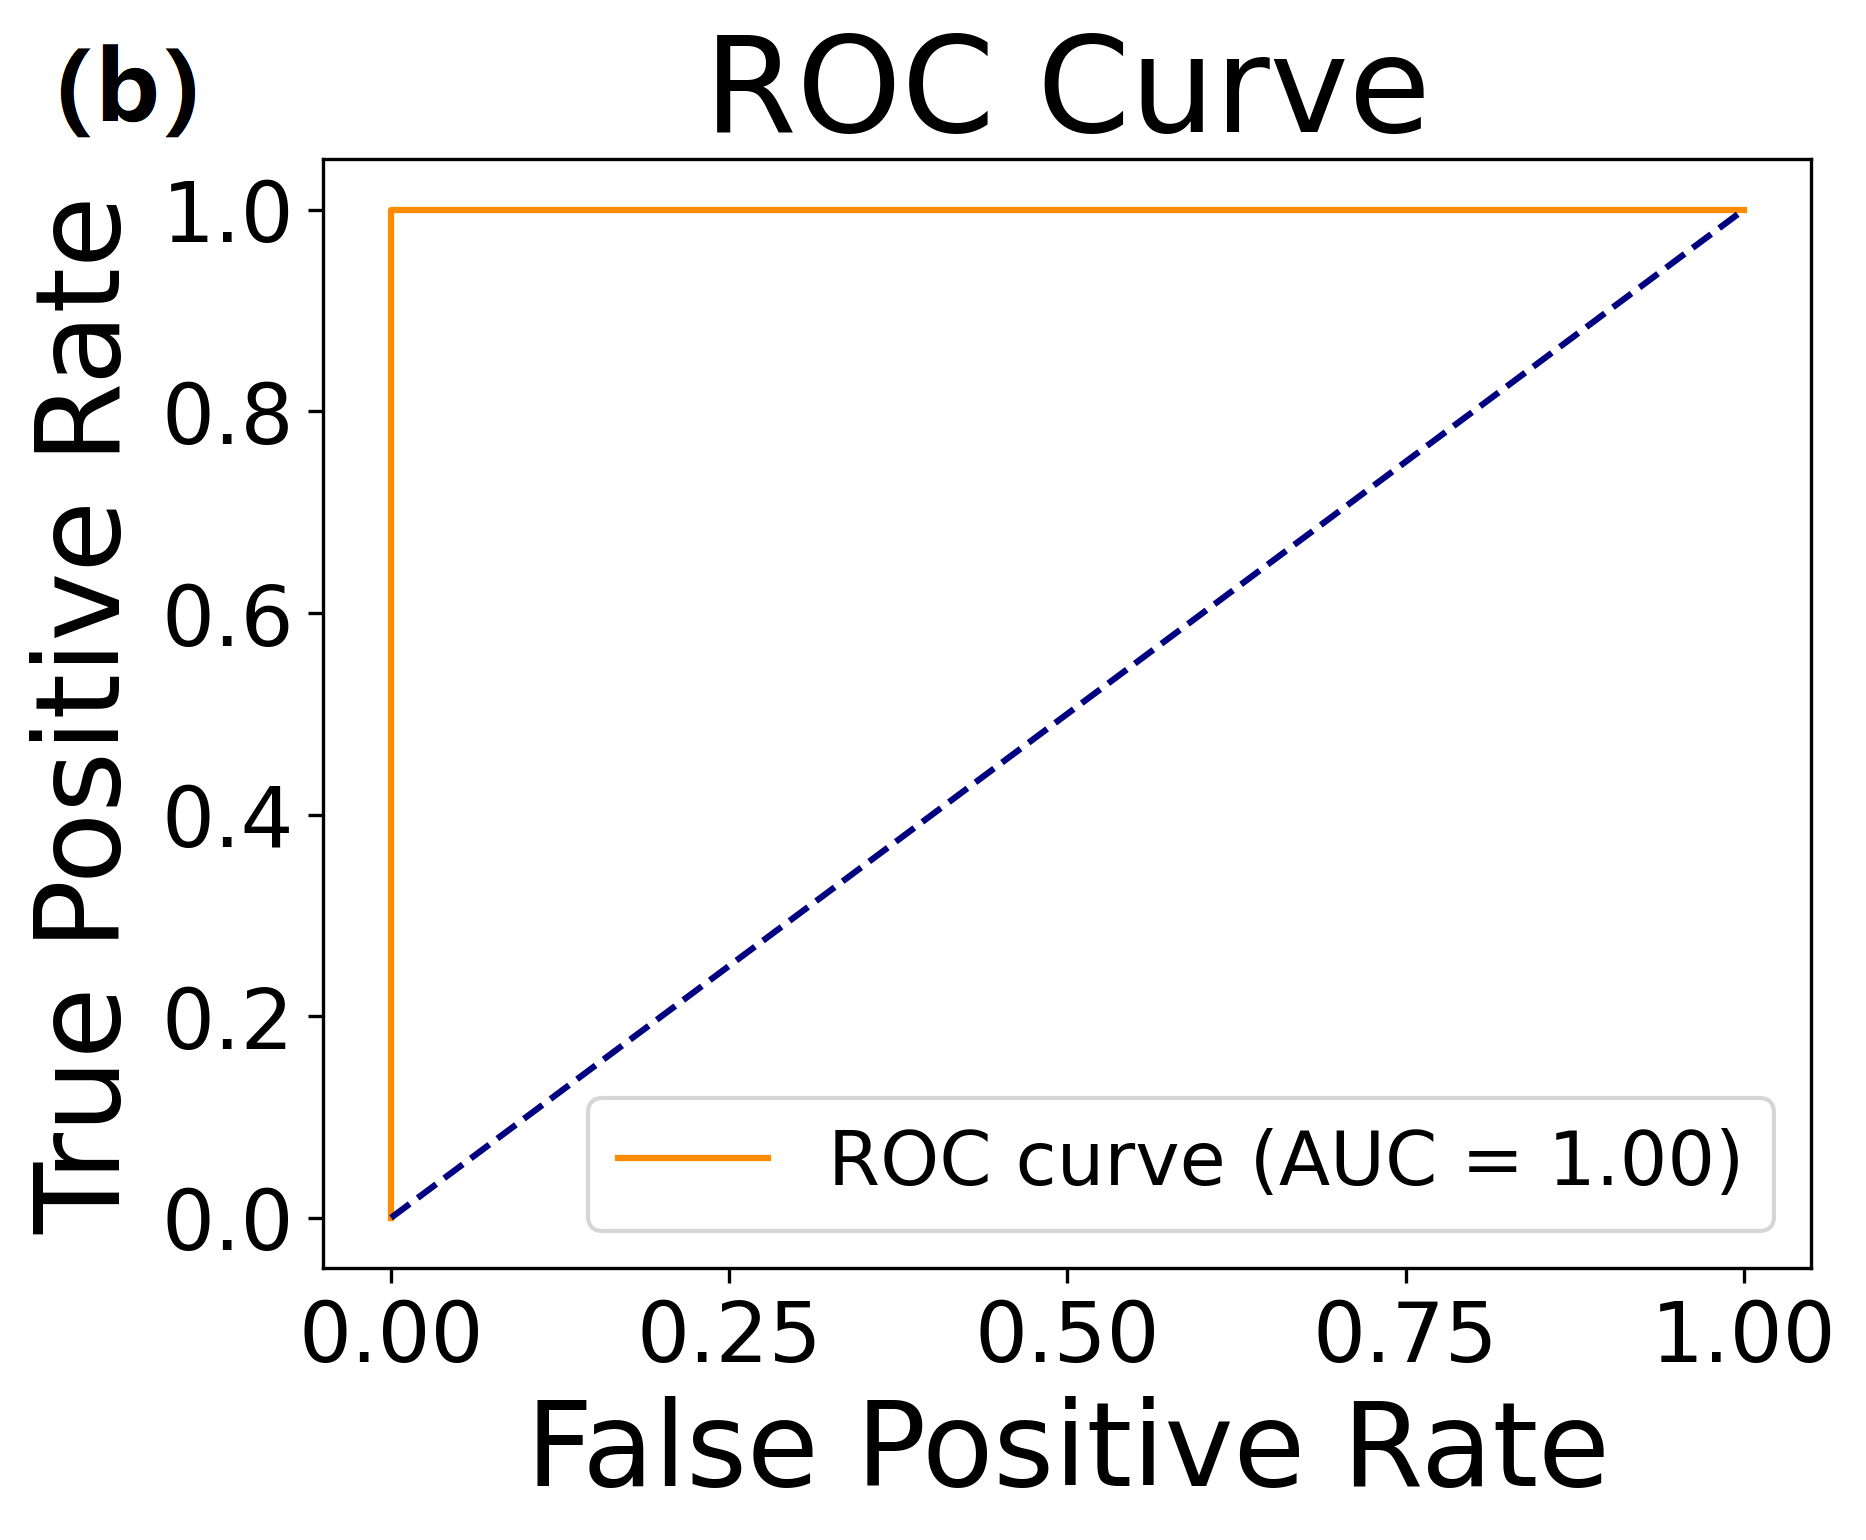 (b)
ROC Curve
True Positive Rate
1.0
0.8
0.6
0.4
0.2
0.0
ROC curve (AUC = 1.00)
0.00 0.25 0.50 0.75 1.00
False Positive Rate